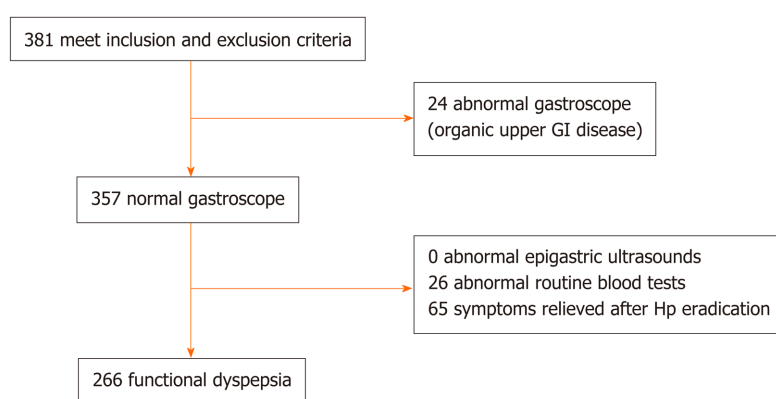 381 meet inclusion and exclusion criteria
24 abnormal gastroscope
(organic upper GI disease)
357 normal gastroscope
0 abnormal epigastric ultrasounds
26 abnormal routine blood tests
65 symptoms relieved after Hp eradication
266 functional dyspepsia